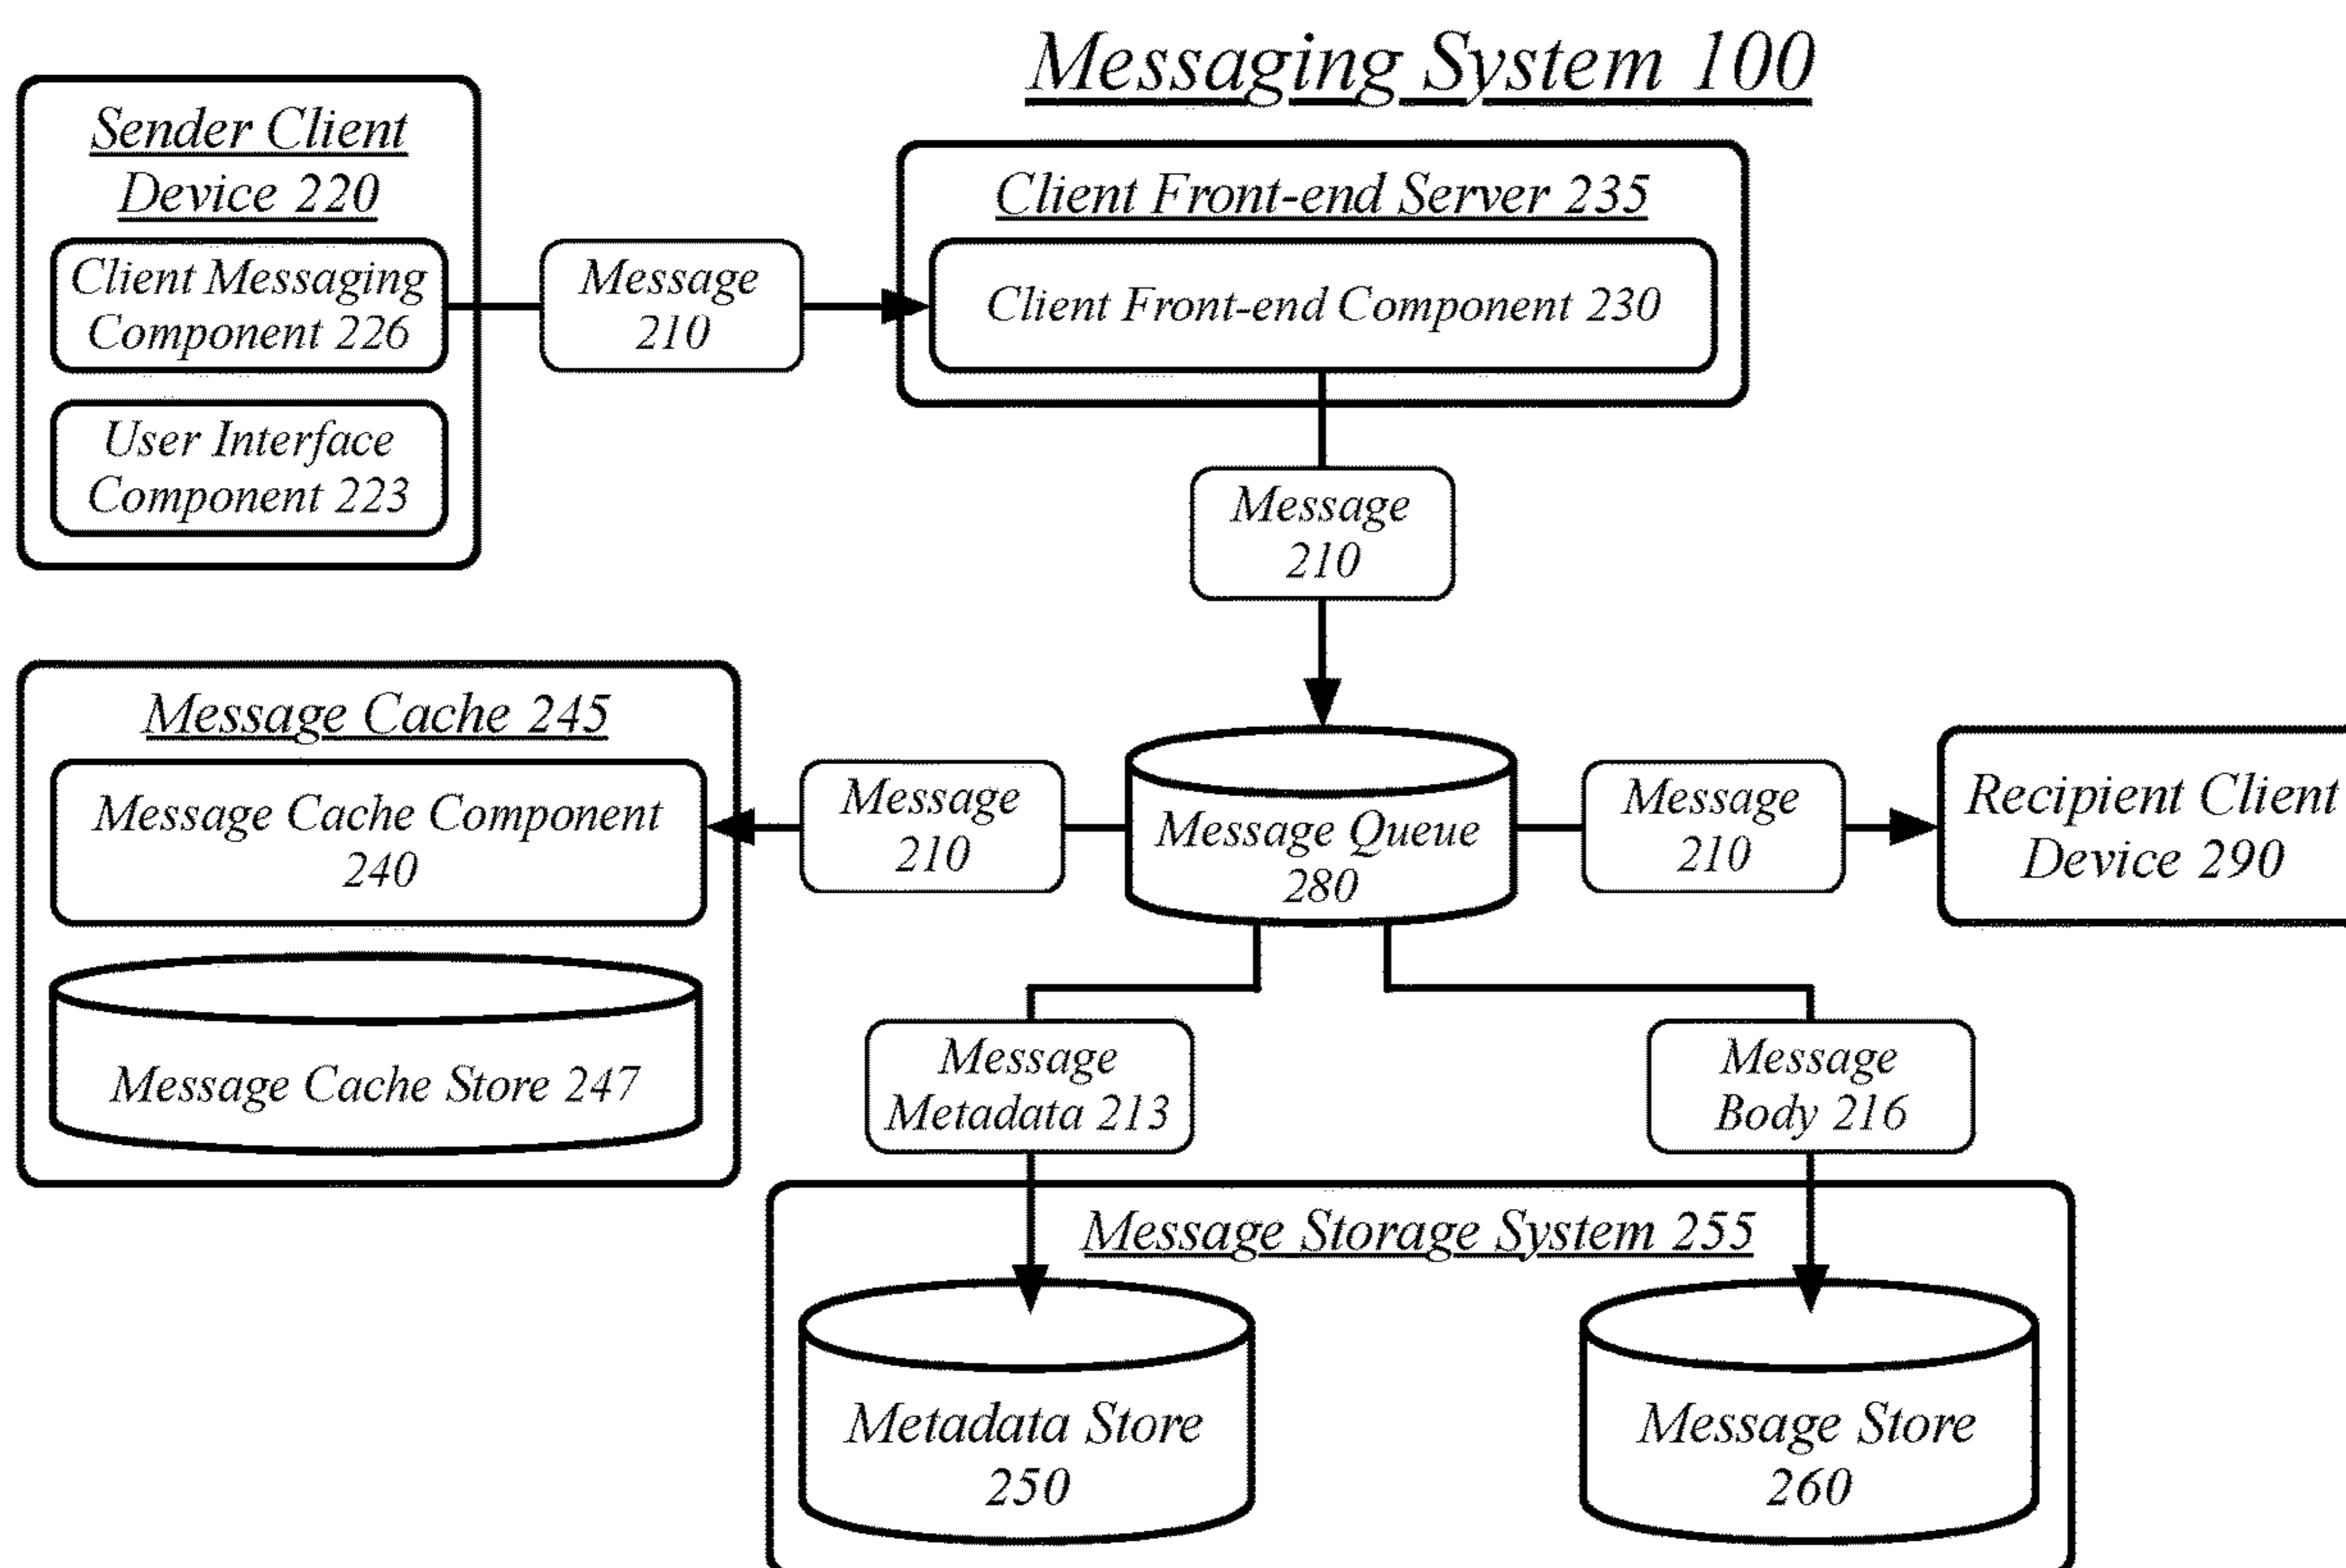 Messaging System 100
Sender Client
Device 220
Client Messaging
Component 226
User Interface
Component 223
Message
210
Client Front-end Server 235
Client Front-end Component 230
Message
210
Message Cache 245
Message Cache Component
240
Message Cache Store 247
Message
210
Message Queue
280
Message
210
Recipient Client
Device 290
Message
Metadata 213
Message
Body 216
Message Storage System 255
Metadata Store
250
Message Store
260